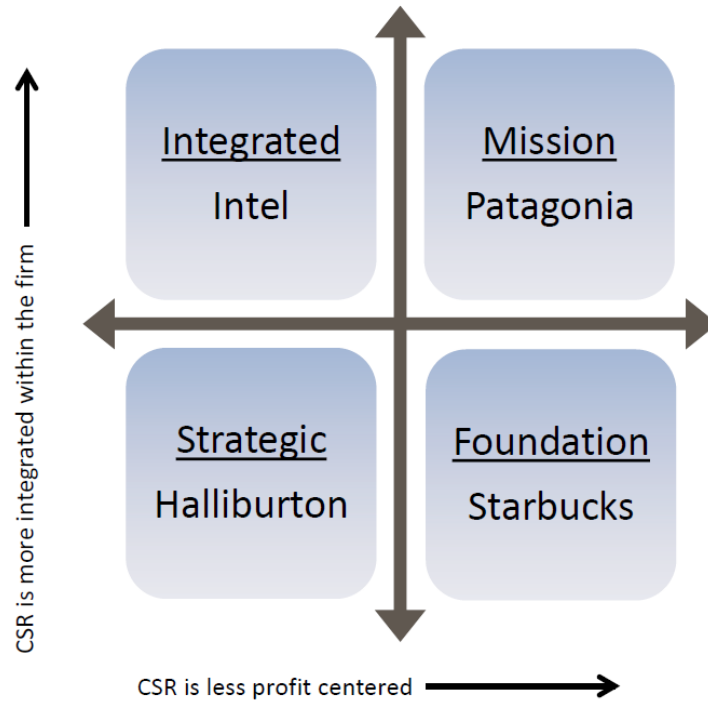 CSR is more integrated within the firm
Integrated
Intel
Mission
Patagonia
Strategic
Halliburton
Foundation
Starbucks
CSR is less profit centered